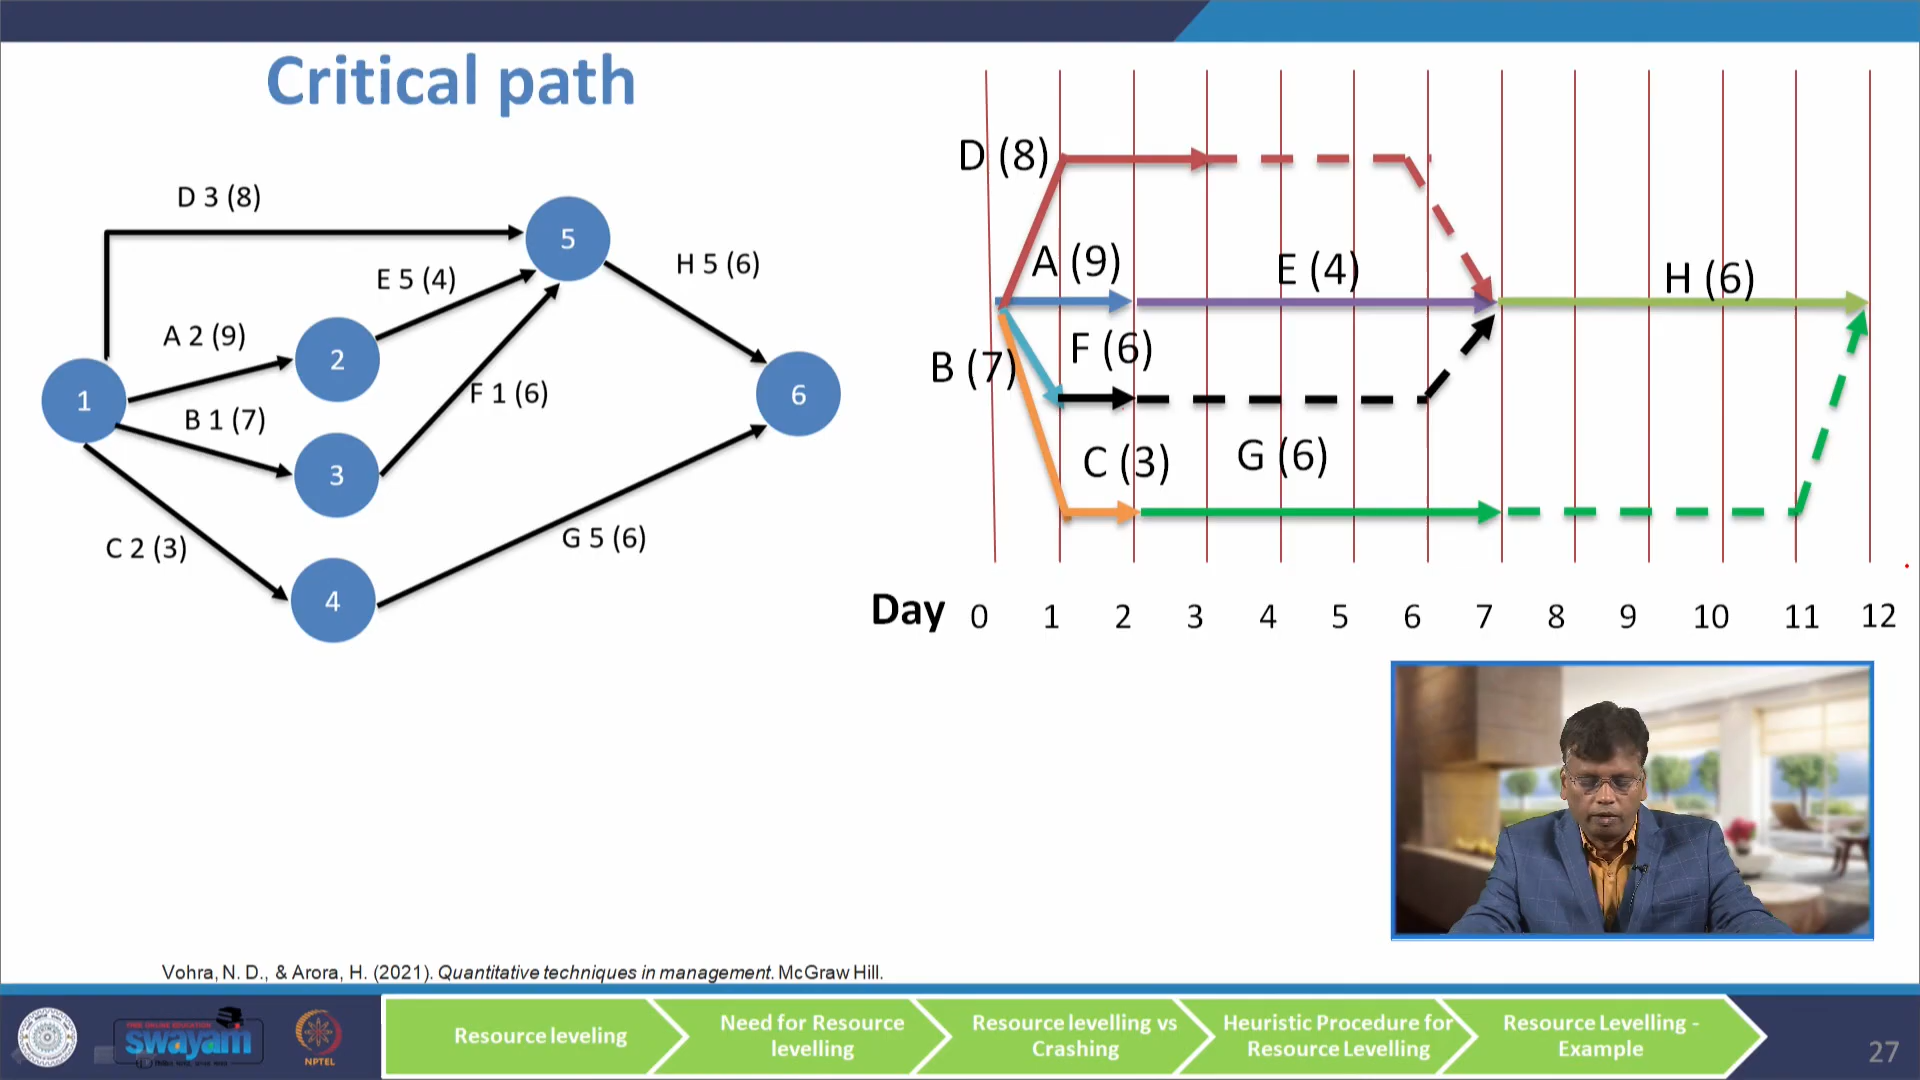 Critical path
D 3 (8)
5
E 5 (4)
H 5 (6)
A 2 (9)
2
1
F 1 (6)
6
B 1 (7)
3
C 2 (3)
G 5 (6)
4
D (8)
A (9)
E (4)
H (6)
B (7)
F (6)
C (3)
G (6)
Day 0 1 2 3 4 5 6 7 8 9 10 11 12
Vohra, N. D., & Arora, H. (2021). Quantitative techniques in management. McGraw Hill.
swayam
NPTEL
Resource leveling
Need for Resource
levelling
Resource levelling vs
Crashing
Heuristic Procedure for
Resource Levelling
Resource Levelling -
Example
27